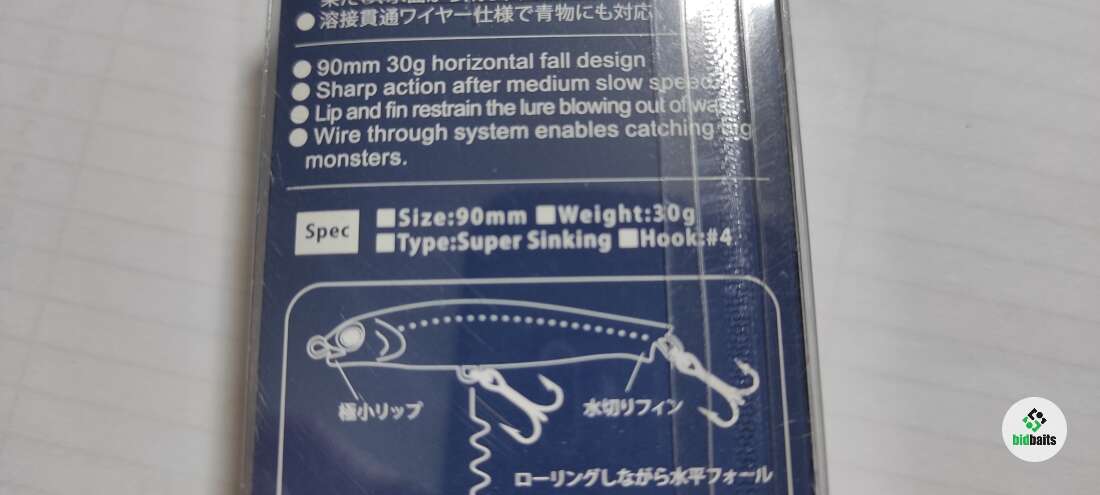 ● 溶接貫通ワイヤー仕様で青物にも対応
● 90mm 30g horizontal fall design
● Sharp action after medium slow speed
● Lip and fin restrain the lure blowing out of water.
● Wire through system enables catching big
monsters.
Spec
■Size:90mm ■Weight:30g
■Type:Super Sinking ■Hook:#4
極小リップ
水切りフィン
ローリングしながら水平フォール
bidbaits